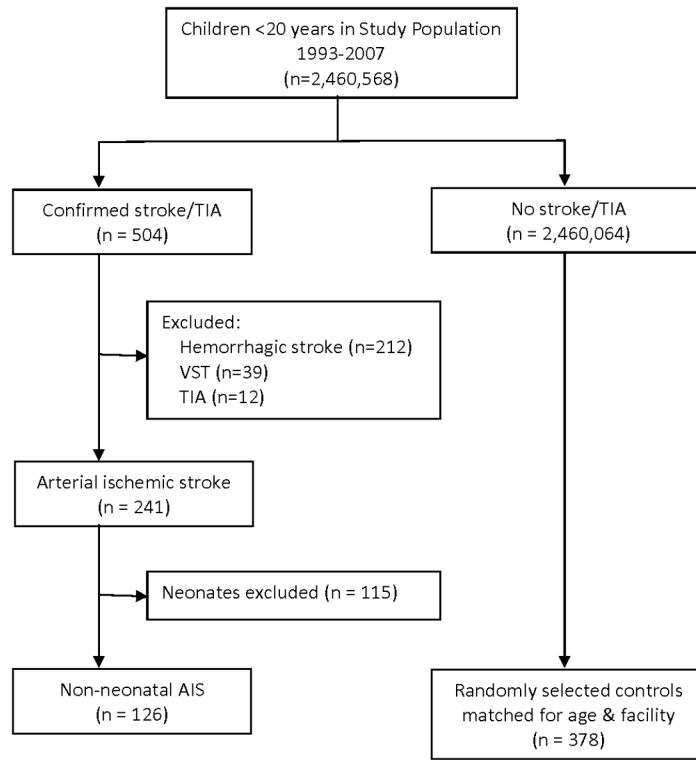 Children <20 years in Study Population
1993-2007
(n=2,460,568)
Confirmed stroke/TIA
(n = 504)
No stroke/TIA
(n = 2,460,064)
Excluded:
Hemorrhagic stroke (n=212)
VST (n=39)
TIA (n=12)
Arterial ischemic stroke
(n = 241)
Neonates excluded (n = 115)
Non-neonatal AIS
(n = 126)
Randomly selected controls
matched for age & facility
(n = 378)